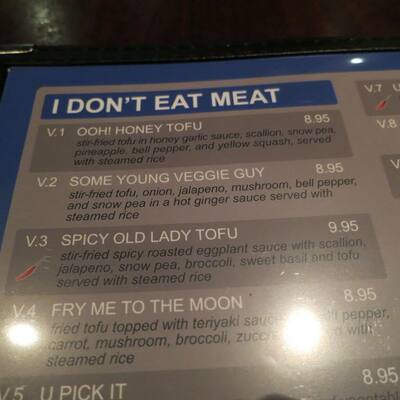 I DON'T EAT MEAT
V.1 OOH! HONEY TOFU 8.95
stir-fried tofu in honey garlic sauce, scallion, snow pea,
pineapple, bell pepper, and yellow squash, served
with steamed rice
V.2 SOME YOUNG VEGGIE GUY 8.95
stir-fried tofu, onion, jalapeno, mushroom, bell pepper,
and snow pea in a hot ginger sauce served with
steamed rice
V.3 SPICY OLD LADY TOFU 9.95
stir-fried spicy roasted eggplant sauce with scallion,
jalapeno, snow pea, broccoli, sweet basil and tofu
served with steamed rice
V.4 FRY ME TO THE MOON 8.95
fried tofu topped with teriyaki pepper,
carrot, mushroom, broccoli,
steamed rice
V.5 U PICK IT 8.95
V.7 U
V.8